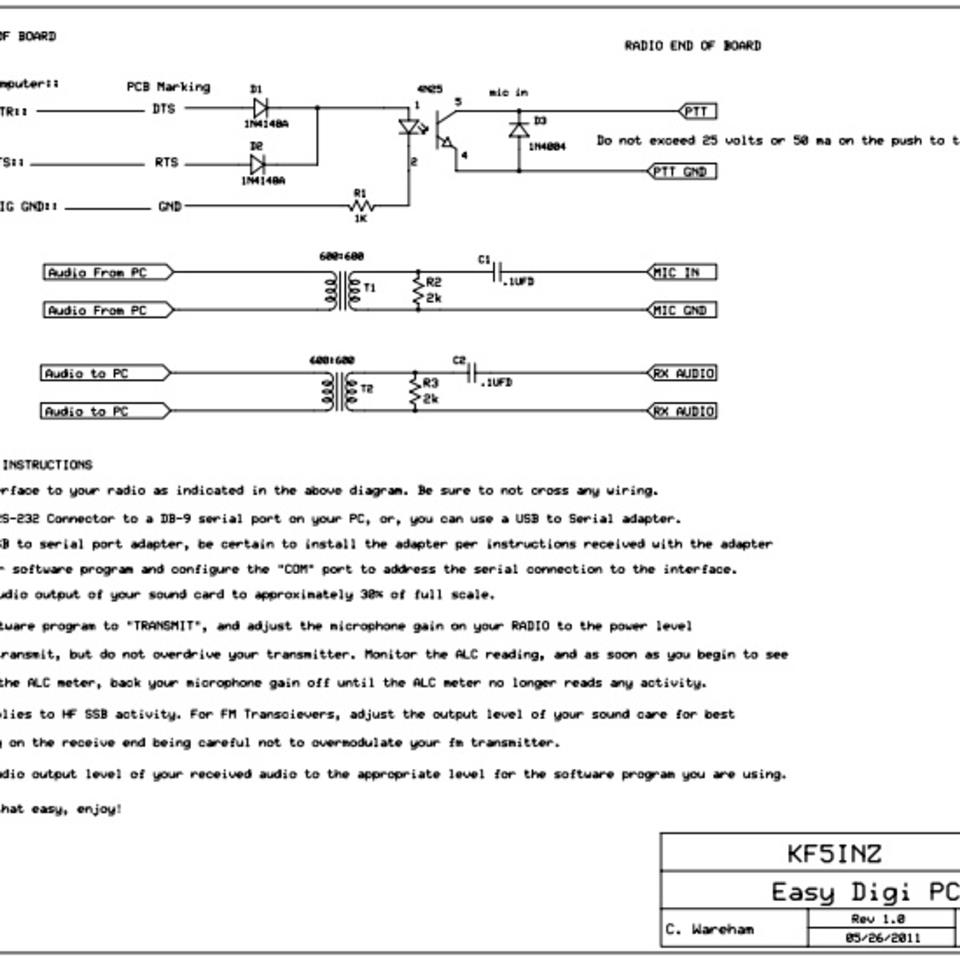 OF BOARD
RADIO END OF BOARD
mputer::
PCB Marking
D1
4N25
mic in
TR::
DTS
1N4148A
1
5
D3
1N4004
PTT
Do not exceed 25 volts or 50 ma on the push to t
TS::
RTS
D2
1N4148A
2
4
PTT GND
IG GND::
GND
R1
1K
600:600
C1
Audio From PC
T1
R2
2k
.1UFD
MIC IN
Audio From PC
MIC GND
600:600
C2
Audio to PC
T2
R3
2k
.1UFD
RX AUDIO
Audio to PC
RX AUDIO
INSTRUCTIONS
rface to your radio as indicated in the above diagram. Be sure to not cross any wiring.
S-232 Connector to a DB-9 serial port on your PC, or, you can use a USB to Serial adapter.
B to serial port adapter, be certain to install the adapter per instructions received with the adapter
r software program and configure the "COM" port to address the serial connection to the interface.
udio output of your sound card to approximately 30% of full scale.
tware program to "TRANSMIT", and adjust the microphone gain on your RADIO to the power level
ransmit, but do not overdrive your transmitter. Monitor the ALC reading, and as soon as you begin to see
the ALC meter, back your microphone gain off until the ALC meter no longer reads any activity.
lies to HF SSB activity. For FM Transcievers, adjust the output level of your sound care for best
y on the receive end being careful not to overmodulate your fm transmitter.
dio output level of your received audio to the appropriate level for the software program you are using.
hat easy, enjoy!
KF5INZ
Easy Digi PC
C. Wareham
Rev 1.0
05/26/2011